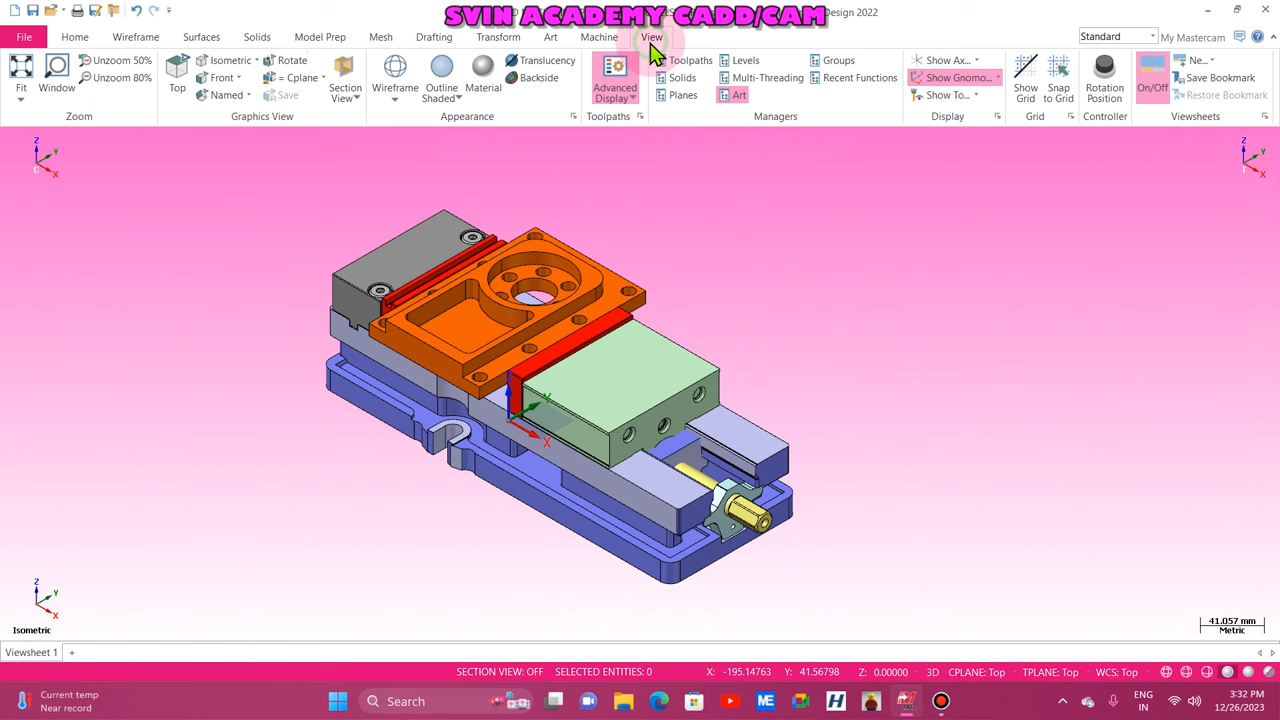 SVIN ACADEMY CADD/CAM
Design 2022
File
Home
Wireframe
Surfaces
Solids
Model Prep
Mesh
Drafting
Transform
Art
Machine
View
Standard
My Mastercam
Fit
Window
Unzoom 50%
Unzoom 80%
Zoom
Top
Isometric
Front
Named
Rotate
= Cplane
Save
Graphics View
Section View
Wireframe
Outline Shaded
Material
Translucency
Backside
Appearance
Advanced Display
Toolpaths
Toolpaths
Solids
Planes
Levels
Multi-Threading
Art
Groups
Recent Functions
Managers
Show Ax...
Show Gnomo...
Show To...
Display
Show Grid
Snap to Grid
Grid
Rotation Position
Controller
On/Off
Ne...
Save Bookmark
Restore Bookmark
Viewsheets
Z
Y
X
C
Z
Y
X
T
Y
X
Z
Y
X
Isometric
41.057 mm
Metric
Viewsheet 1
+
SECTION VIEW: OFF
SELECTED ENTITIES: 0
X: -195.14763
Y: 41.56798
Z: 0.00000
3D
CPLANE: Top
TPLANE: Top
WCS: Top
Current temp
Near record
Search
ME
H
ENG
IN
3:32 PM
12/26/2023